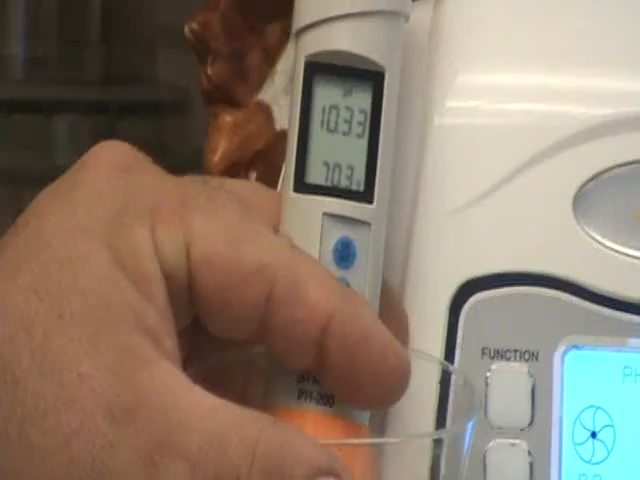 pH
10.33
70.3
PH-200
FUNCTION
PH